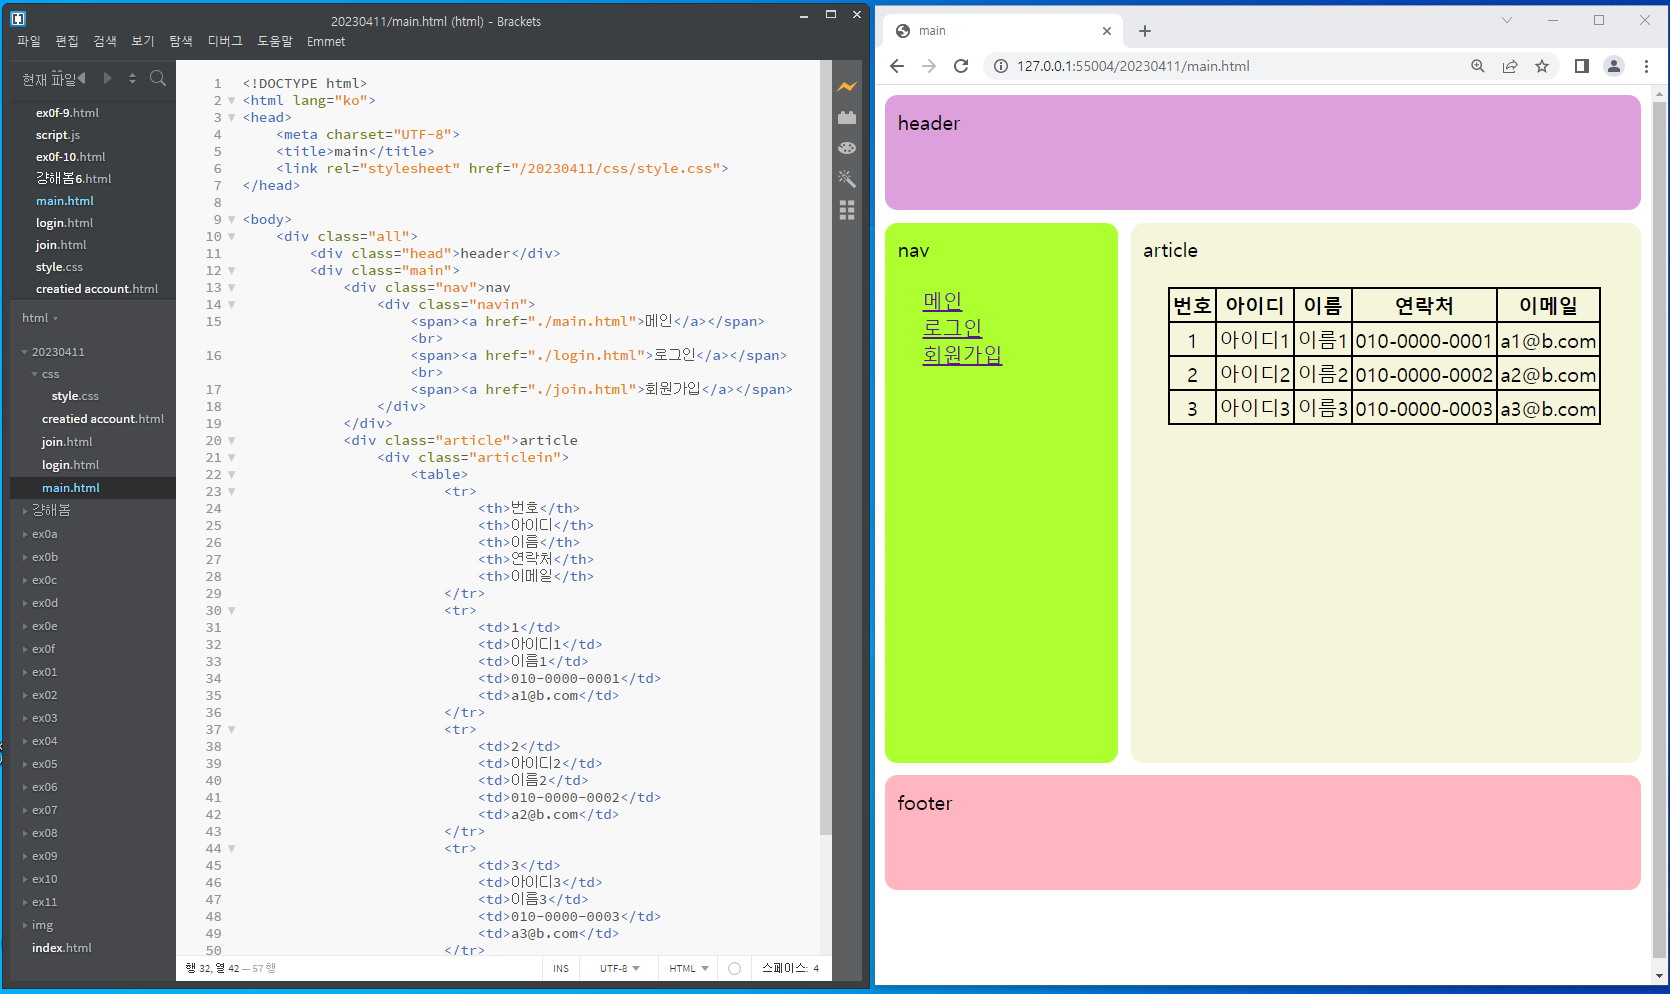 20230411/main.html (html) - Brackets
파일 편집 검색 보기 탐색 디버그 도움말 Emmet
현재 파일
ex0f-9.html
script.js
ex0f-10.html
걍해봄6.html
main.html
login.html
join.html
style.css
creatied account.html
html
20230411
css
style.css
creatied account.html
join.html
login.html
main.html
걍해봄
ex0a
ex0b
ex0c
ex0d
ex0e
ex0f
ex01
ex02
ex03
ex04
ex05
ex06
ex07
ex08
ex09
ex10
ex11
img
index.html
1 <!DOCTYPE html>
2 <html lang="ko">
3 <head>
4 <meta charset="UTF-8">
5 <title>main</title>
6 <link rel="stylesheet" href="/20230411/css/style.css">
7 </head>
8
9 <body>
10 <div class="all">
11 <div class="head">header</div>
12 <div class="main">
13 <div class="nav">nav
14 <div class="navin">
15 <span><a href="./main.html">메인</a></span>
<br>
16 <span><a href="./login.html">로그인</a></span>
<br>
17 <span><a href="./join.html">회원가입</a></span>
18 </div>
19 </div>
20 <div class="article">article
21 <div class="articlein">
22 <table>
23 <tr>
24 <th>번호</th>
25 <th>아이디</th>
26 <th>이름</th>
27 <th>연락처</th>
28 <th>이메일</th>
29 </tr>
30 <tr>
31 <td>1</td>
32 <td>아이디1</td>
33 <td>이름1</td>
34 <td>010-0000-0001</td>
35 <td>a1@b.com</td>
36 </tr>
37 <tr>
38 <td>2</td>
39 <td>아이디2</td>
40 <td>이름2</td>
41 <td>010-0000-0002</td>
42 <td>a2@b.com</td>
43 </tr>
44 <tr>
45 <td>3</td>
46 <td>아이디3</td>
47 <td>이름3</td>
48 <td>010-0000-0003</td>
49 <td>a3@b.com</td>
50 </tr>
행 32, 열 42 — 57 행 INS UTF-8 HTML 스페이스: 4
main
127.0.0.1:55004/20230411/main.html
header
nav
메인
로그인
회원가입
article
번호 아이디 이름 연락처 이메일
1 아이디1 이름1 010-0000-0001 a1@b.com
2 아이디2 이름2 010-0000-0002 a2@b.com
3 아이디3 이름3 010-0000-0003 a3@b.com
footer